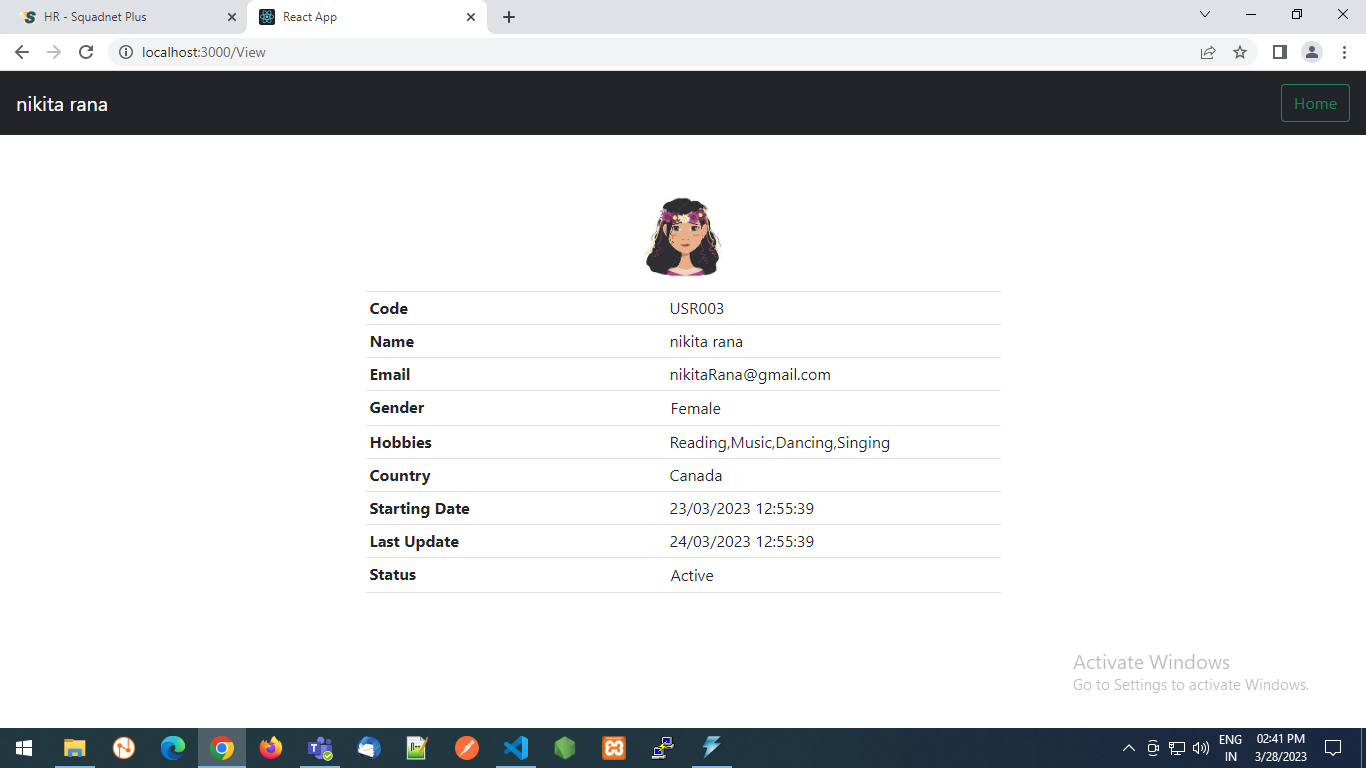 HR - Squadnet Plus
React App
localhost:3000/View
nikita rana
Home
Code USR003
Name nikita rana
Email nikitaRana@gmail.com
Gender Female
Hobbies Reading,Music,Dancing,Singing
Country Canada
Starting Date 23/03/2023 12:55:39
Last Update 24/03/2023 12:55:39
Status Active
Activate Windows
Go to Settings to activate Windows.
ENG
IN
02:41 PM
3/28/2023